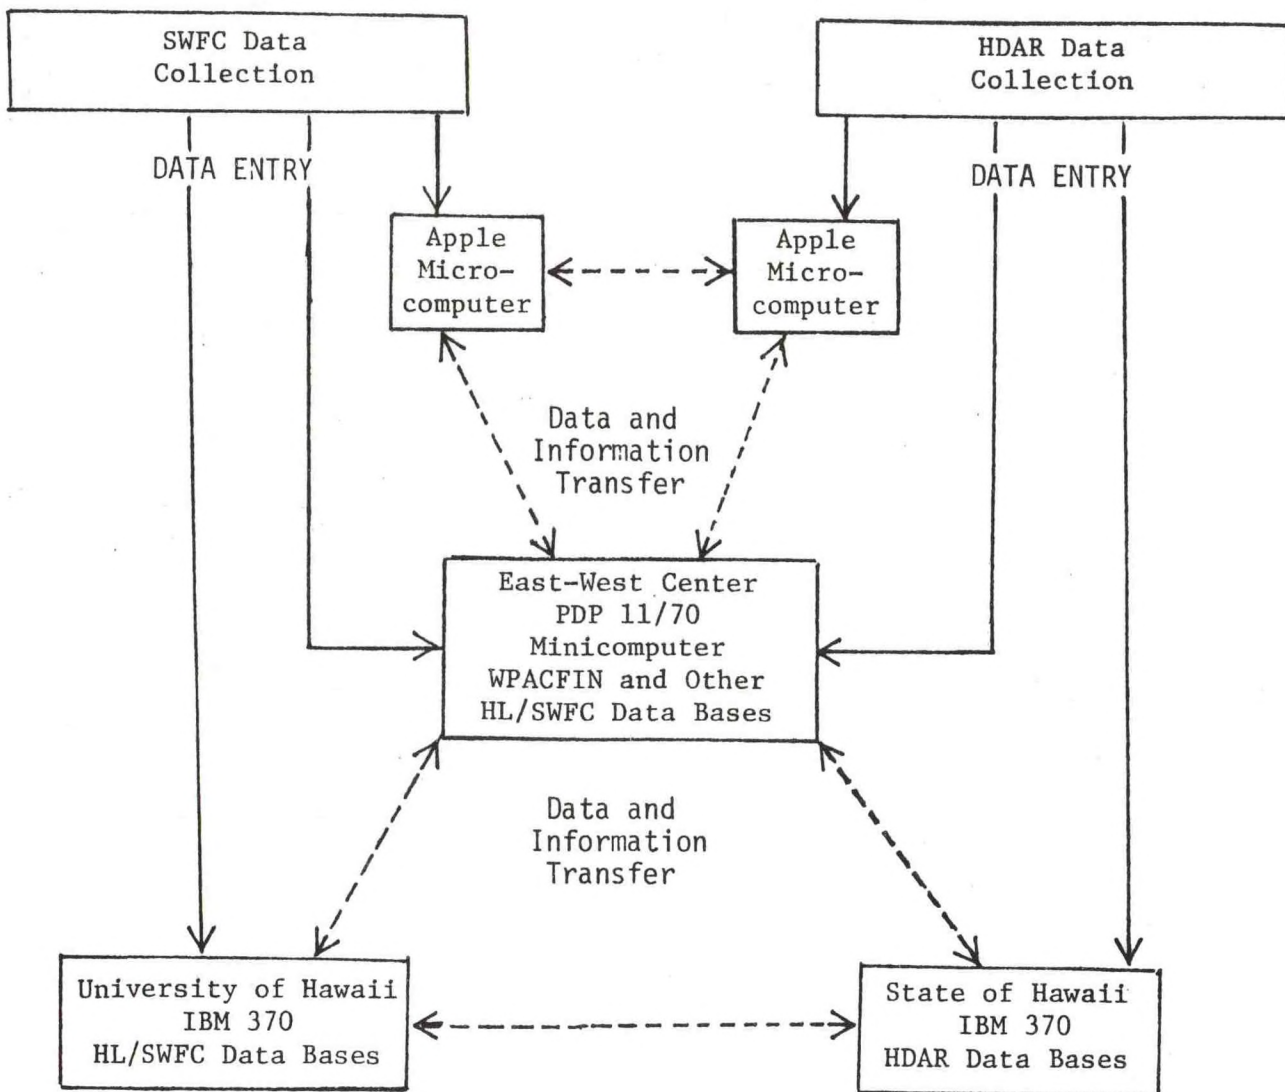 SWFC Data
Collection
HDAR Data
Collection
DATA ENTRY
DATA ENTRY
Apple
Micro-
computer
Apple
Micro-
computer
Data and
Information
Transfer
East-West Center
PDP 11/70
Minicomputer
WPACFIN and Other
HL/SWFC Data Bases
Data and
Information
Transfer
University of Hawaii
IBM 370
HL/SWFC Data Bases
State of Hawaii
IBM 370
HDAR Data Bases